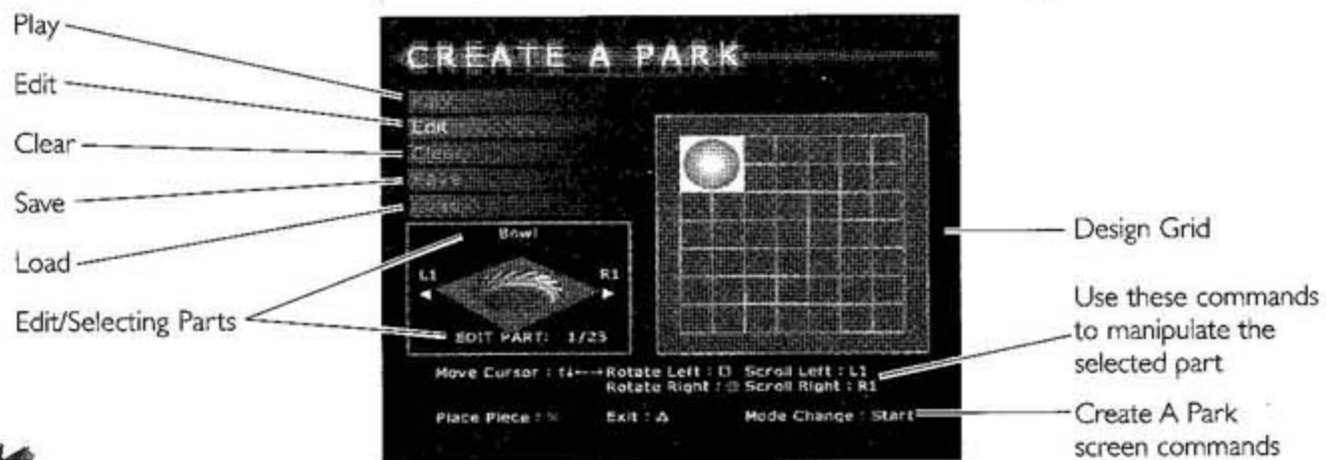 Play
Edit
Clear
Save
Load
Edit/Selecting Parts
CREATE A PARK
Edit
Clear
Save
Bowl
L1 R1
EDIT PART: 1/23
Move Cursor : ↑↓←→ Rotate Left : □ Scroll Left : L1
Rotate Right : Scroll Right : R1
Place Piece : × Exit : △ Mode Change : Start
Design Grid
Use these commands
to manipulate the
selected part
Create A Park
screen commands